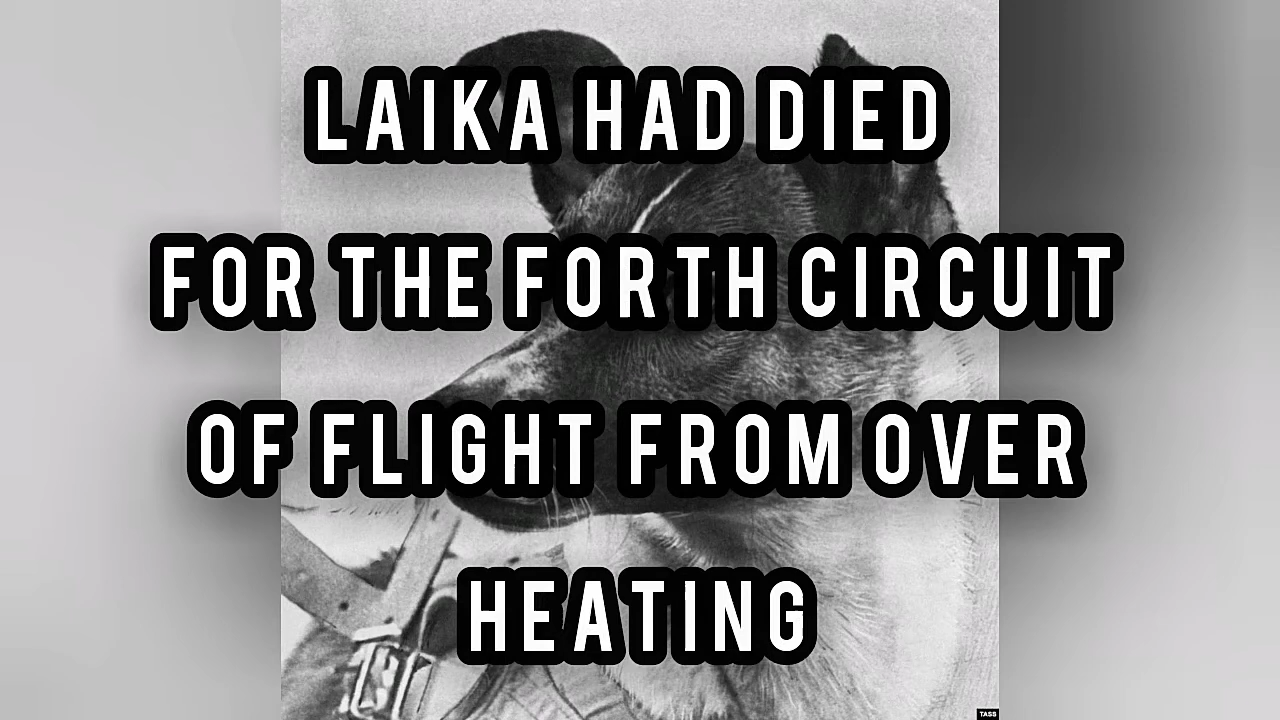 LAIKA HAD DIED
FOR THE FORTH CIRCUIT
OF FLIGHT FROM OVER
HEATING
TASS